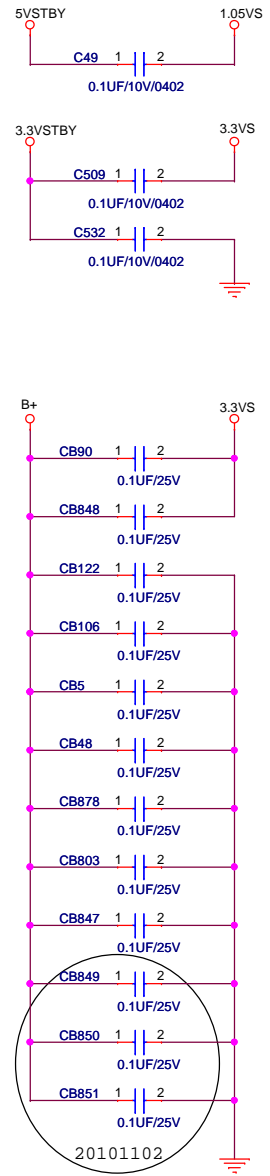 5VSTBY 1.05VS
C49 1 2
0.1UF/10V/0402
3.3VSTBY 3.3VS
C509 1 2
0.1UF/10V/0402
C532 1 2
0.1UF/10V/0402
B+ 3.3VS
CB90 1 2
0.1UF/25V
CB848 1 2
0.1UF/25V
CB122 1 2
0.1UF/25V
CB106 1 2
0.1UF/25V
CB5 1 2
0.1UF/25V
CB48 1 2
0.1UF/25V
CB878 1 2
0.1UF/25V
CB803 1 2
0.1UF/25V
CB847 1 2
0.1UF/25V
CB849 1 2
0.1UF/25V
CB850 1 2
0.1UF/25V
CB851 1 2
0.1UF/25V
20101102